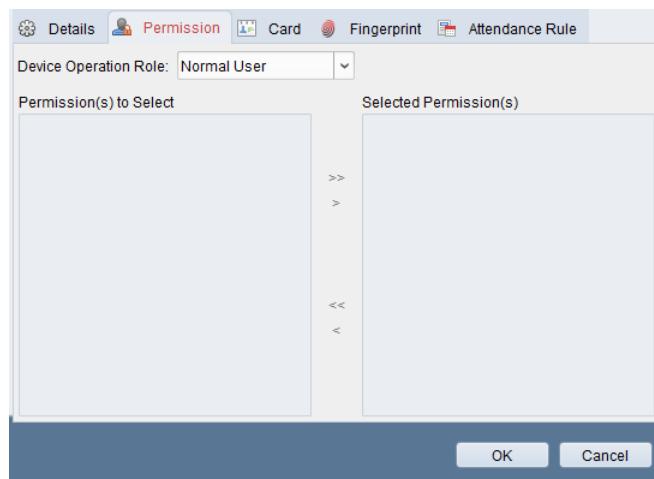 Details Permission Card Fingerprint Attendance Rule
Device Operation Role: Normal User
Permission(s) to Select Selected Permission(s)
>>
>
<<
<
OK Cancel